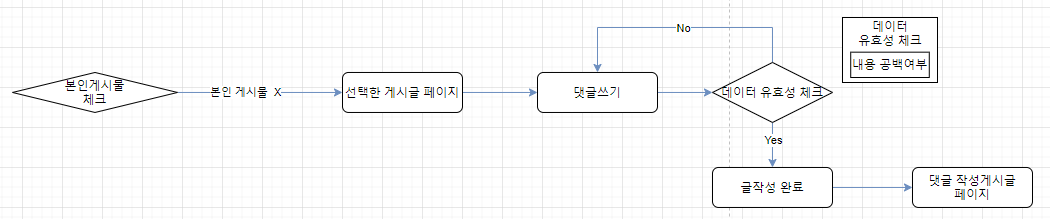 본인게시물
체크
본인 게시물 X
선택한 게시글 페이지
댓글쓰기
No
데이터 유효성 체크
데이터
유효성 체크
내용 공백여부
Yes
글작성 완료
댓글 작성게시글
페이지